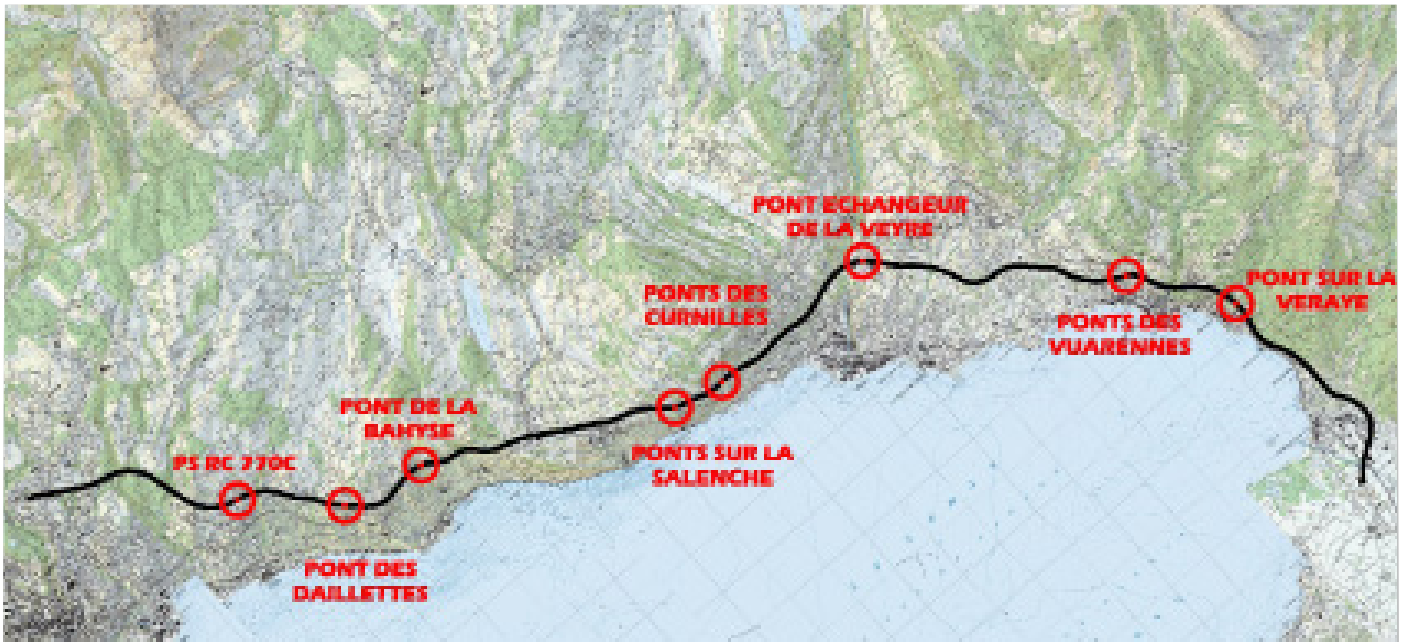 PONT ECHANGEUR
DE LA VEYRE
PONTS DES
CURNILLES
PONT SUR LA
VERAYE
PONTS DES
VUARENNES
PONT DE LA
BAHYSE
PS RC 770C
PONTS SUR LA
SALENCHE
PONT DES
DAILLETTES